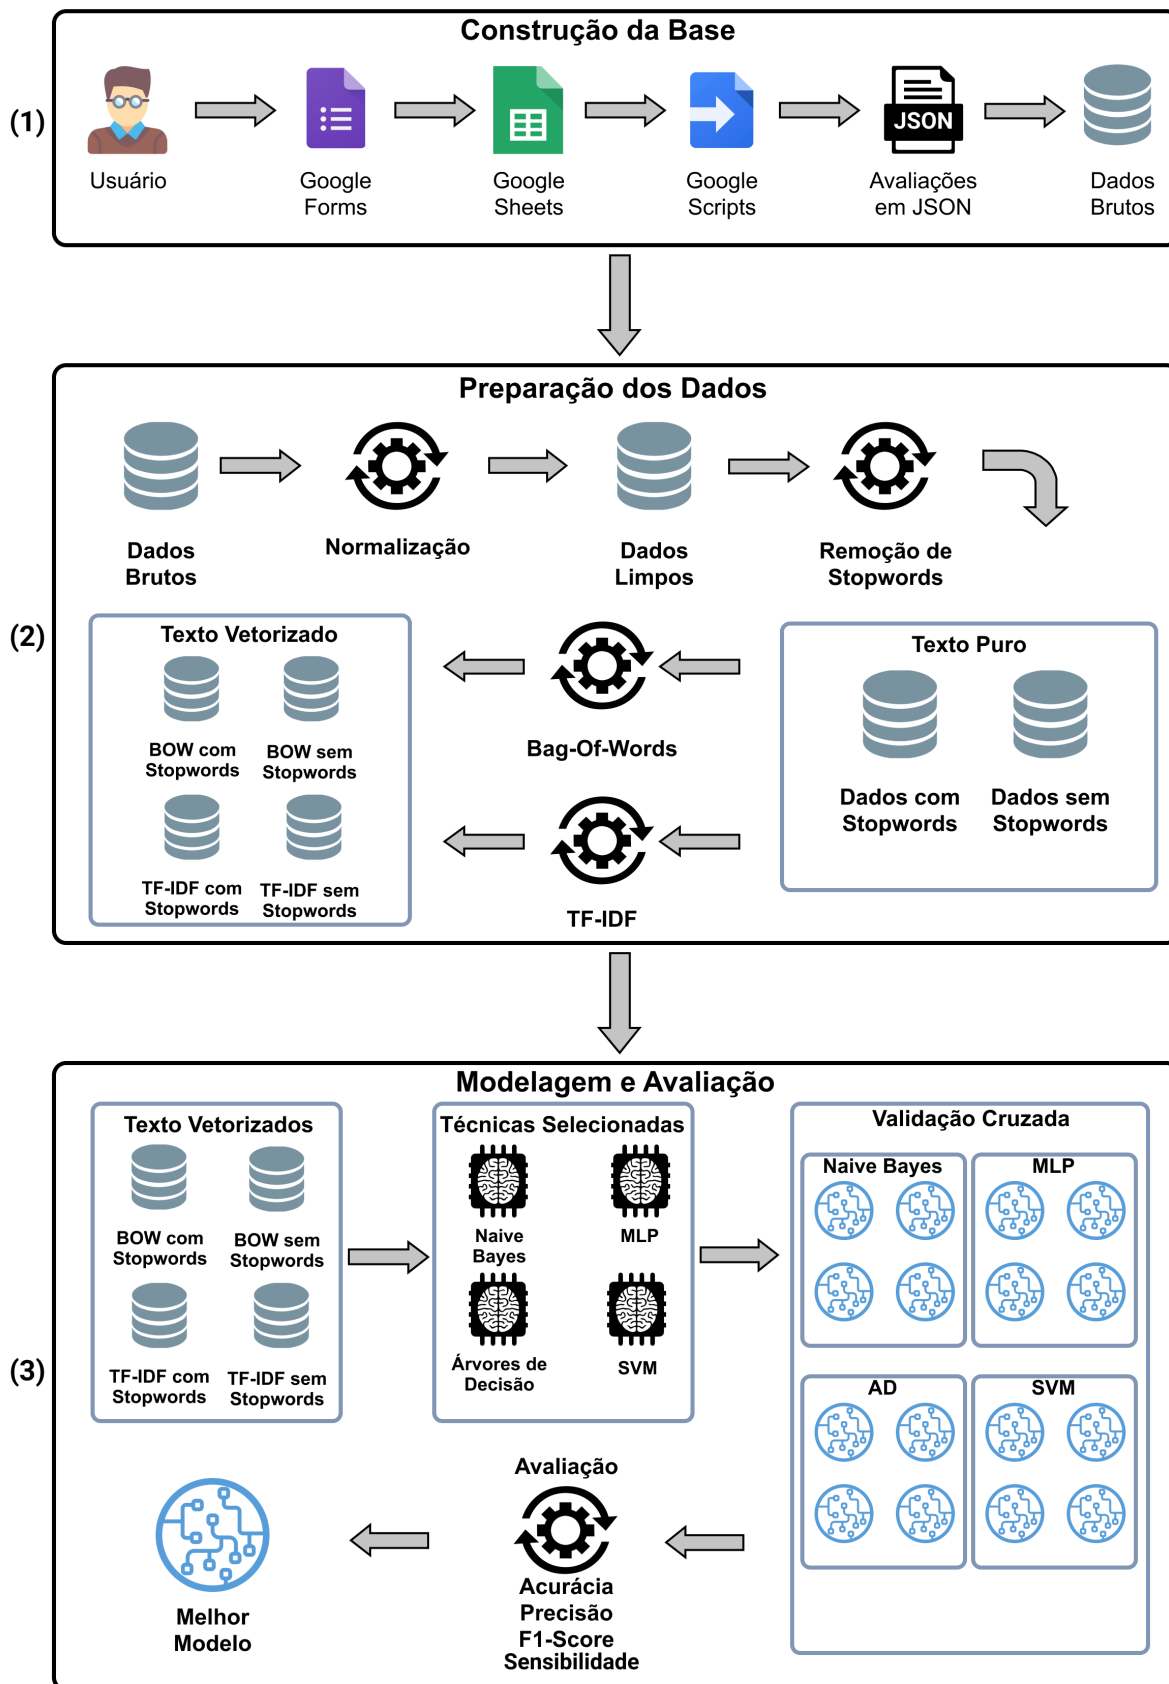 Construção da Base
(1)
Usuário
Google
Forms
Google
Sheets
Google
Scripts
JSON
Avaliações
em JSON
Dados
Brutos
Preparação dos Dados
(2)
Dados
Brutos
Normalização
Dados
Limpos
Remoção de
Stopwords
Texto Puro
Dados com
Stopwords
Dados sem
Stopwords
Bag-Of-Words
TF-IDF
Texto Vetorizado
BOW com
Stopwords
BOW sem
Stopwords
TF-IDF com
Stopwords
TF-IDF sem
Stopwords
Modelagem e Avaliação
(3)
Texto Vetorizados
BOW com
Stopwords
BOW sem
Stopwords
TF-IDF com
Stopwords
TF-IDF sem
Stopwords
Técnicas Selecionadas
Naive
Bayes
MLP
Árvores de
Decisão
SVM
Validação Cruzada
Naive Bayes
MLP
AD
SVM
Avaliação
Acurácia
Precisão
F1-Score
Sensibilidade
Melhor
Modelo